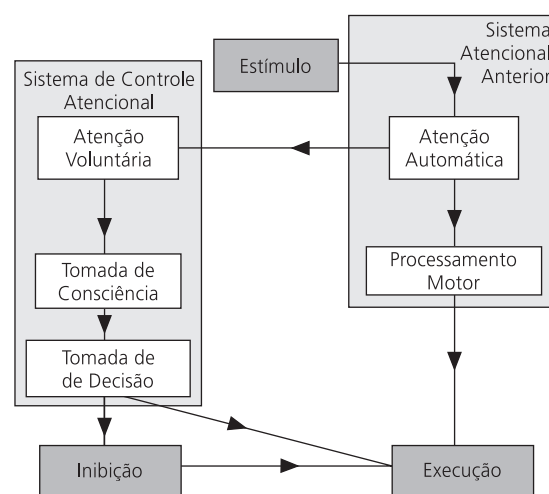 Sistema
Atencional
Anterior
Estímulo
Sistema de Controle
Atencional
Atenção
Voluntária
Atenção
Automática
Tomada de
Consciência
Processamento
Motor
Tomada de
de Decisão
Inibição
Execução